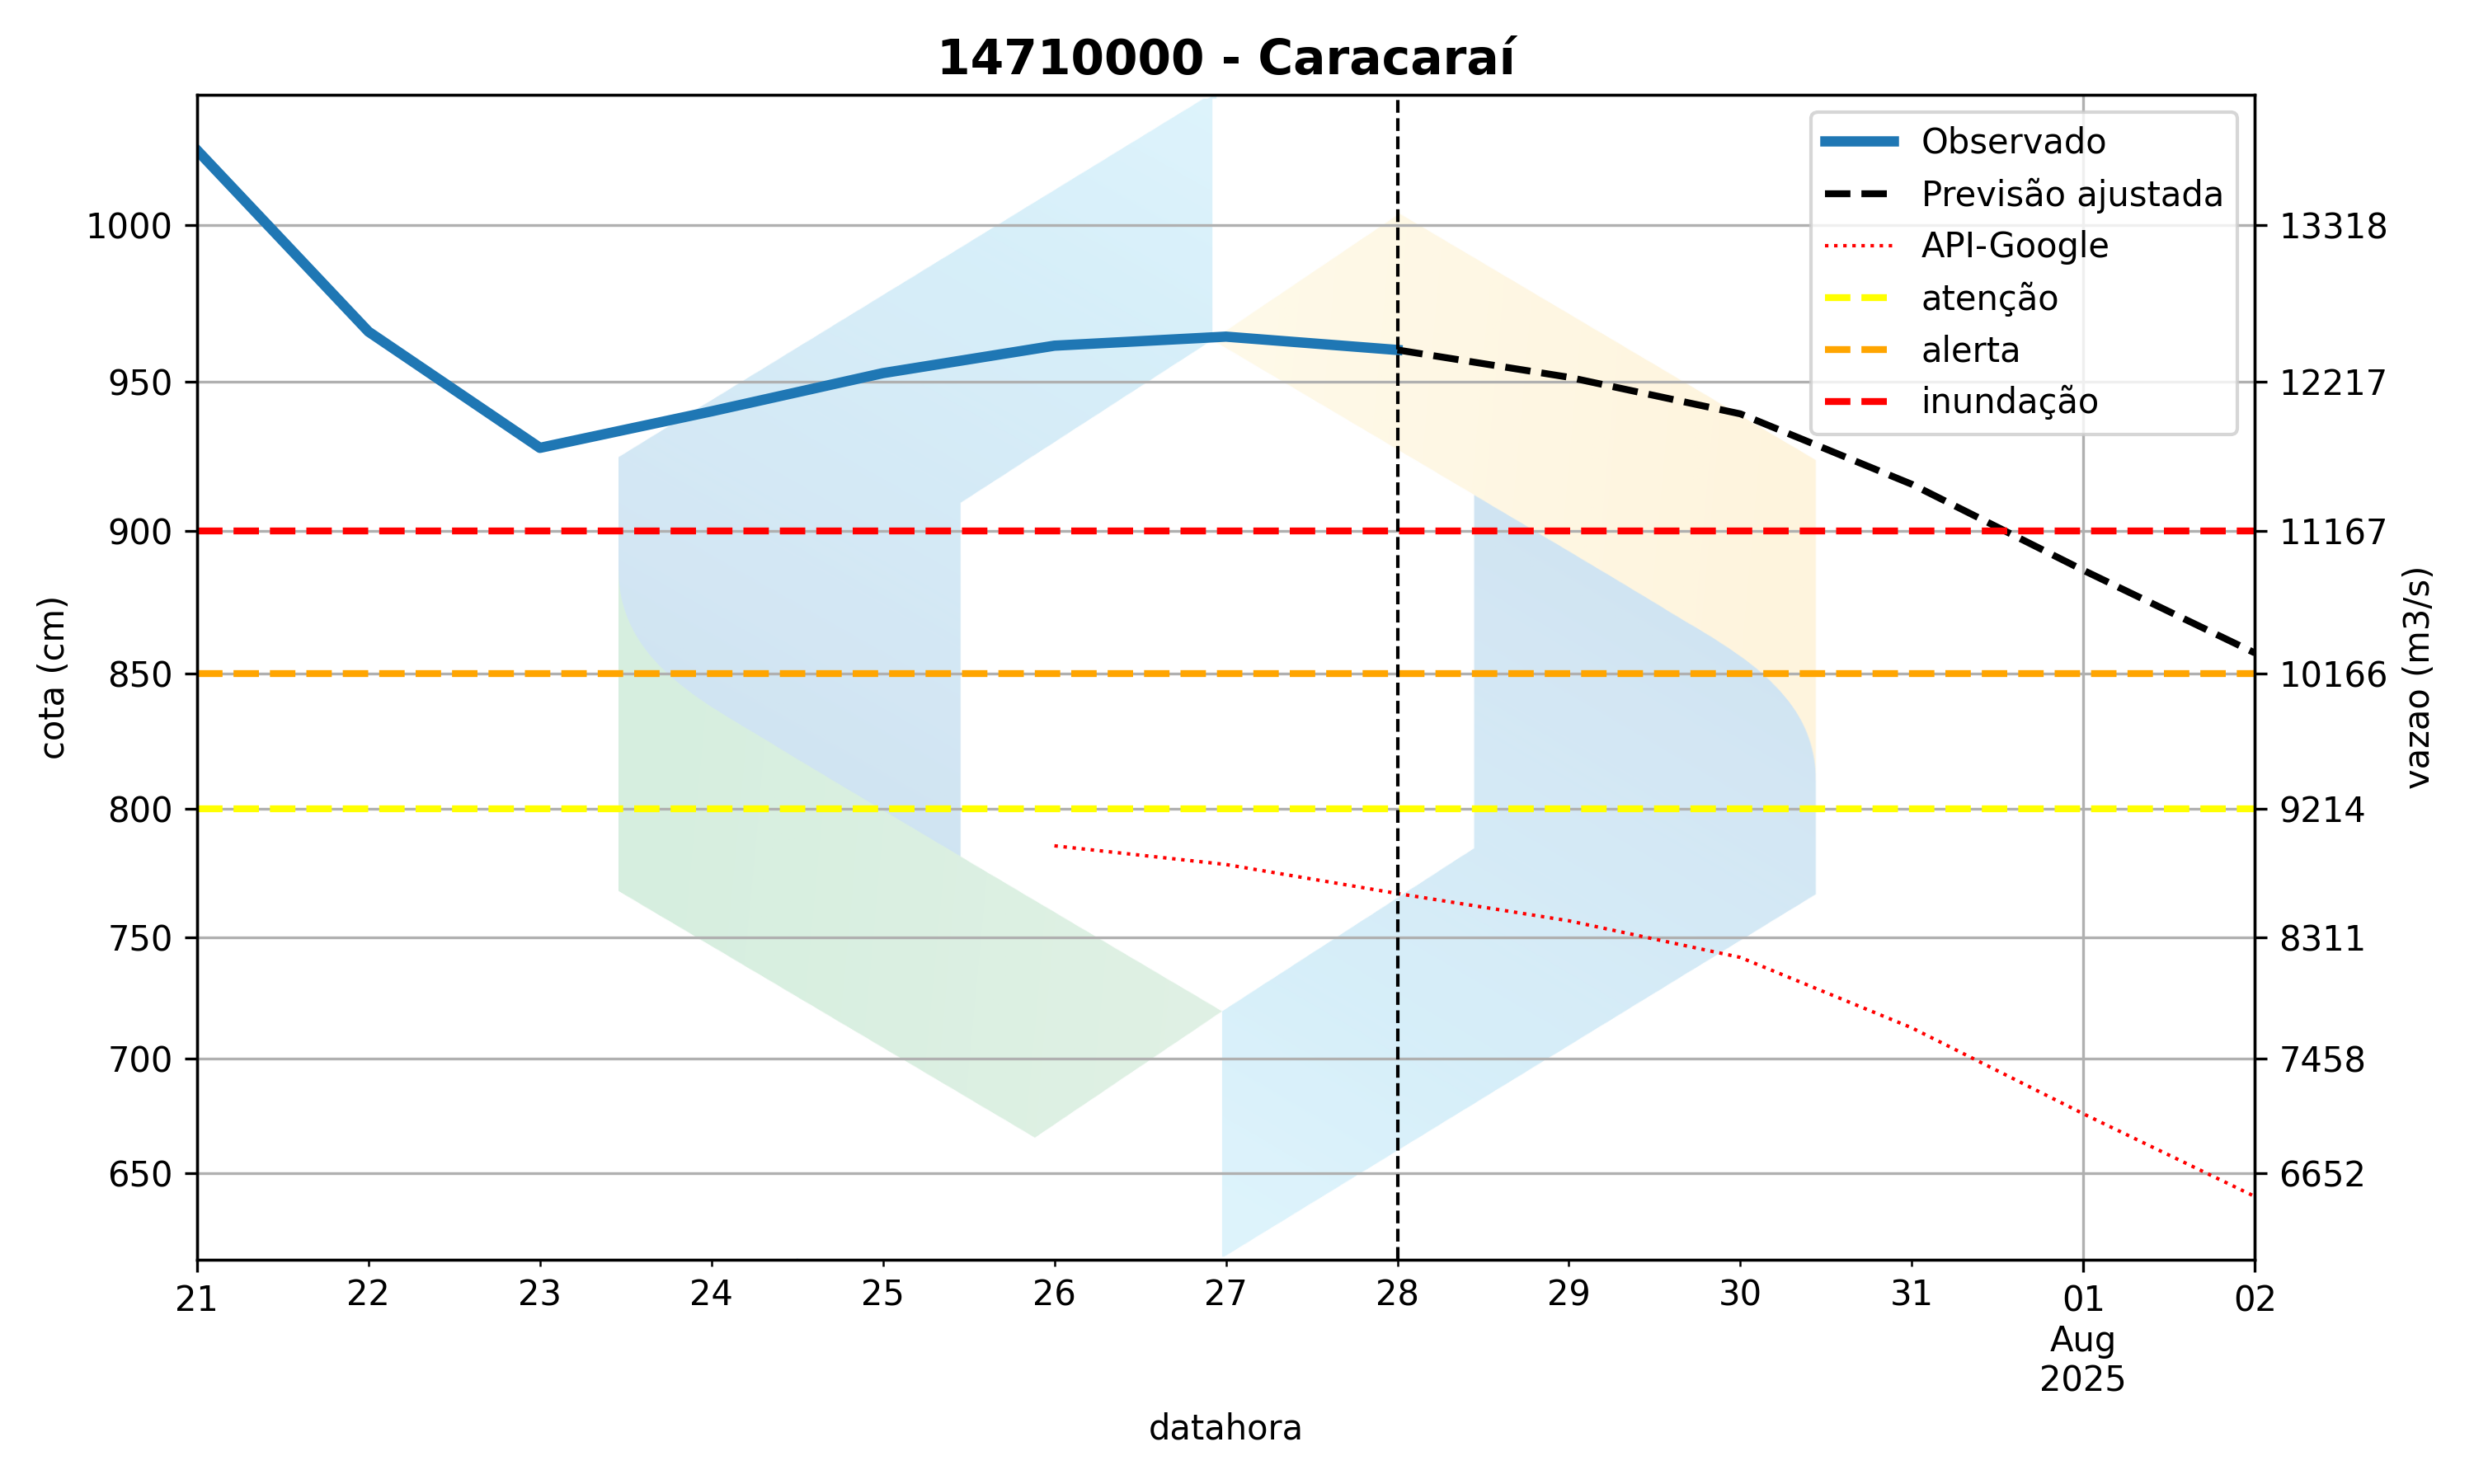 14710000 - Caracaraí
Observado
Previsão ajustada
API-Google
atenção
alerta
inundação
1000
950
900
850
800
750
700
650
cota (cm)
13318
12217
11167
10166
9214
8311
7458
6652
vazao (m3/s)
21 22 23 24 25 26 27 28 29 30 31 01 02
Aug
2025
datahora